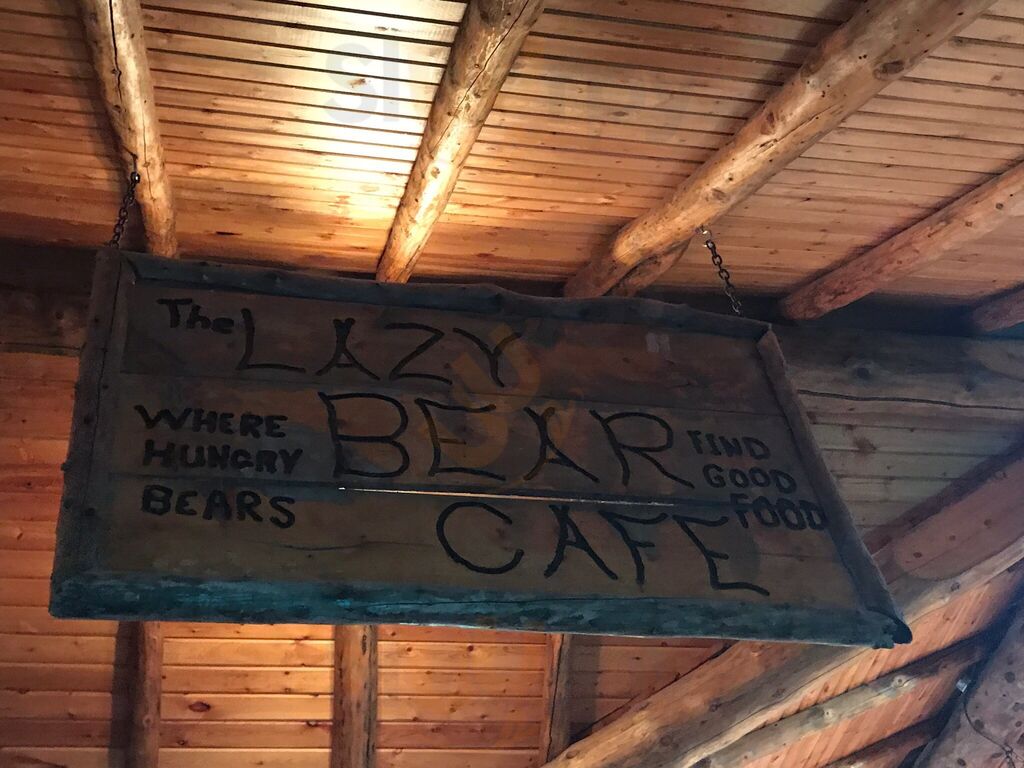 The LAZY
BEAR
CAFE
WHERE
HUNGRY
BEARS
FIND
GOOD
FOOD